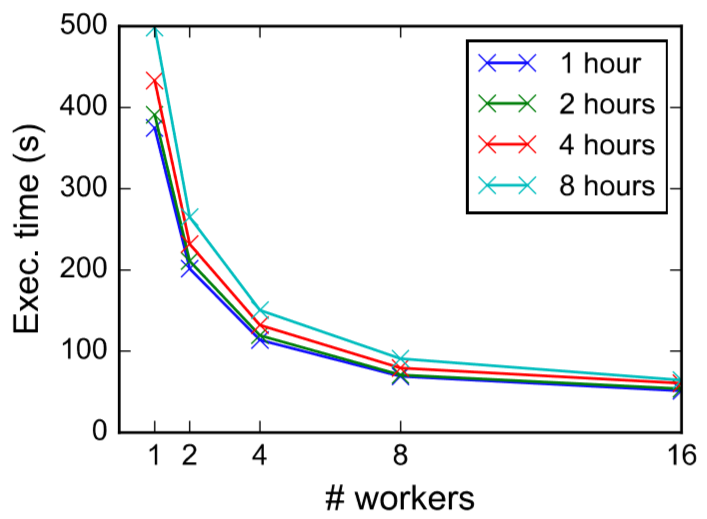 500
400
300
200
100
0
Exec. time (s)
1 hour
2 hours
4 hours
8 hours
1 2 4 8 16
# workers